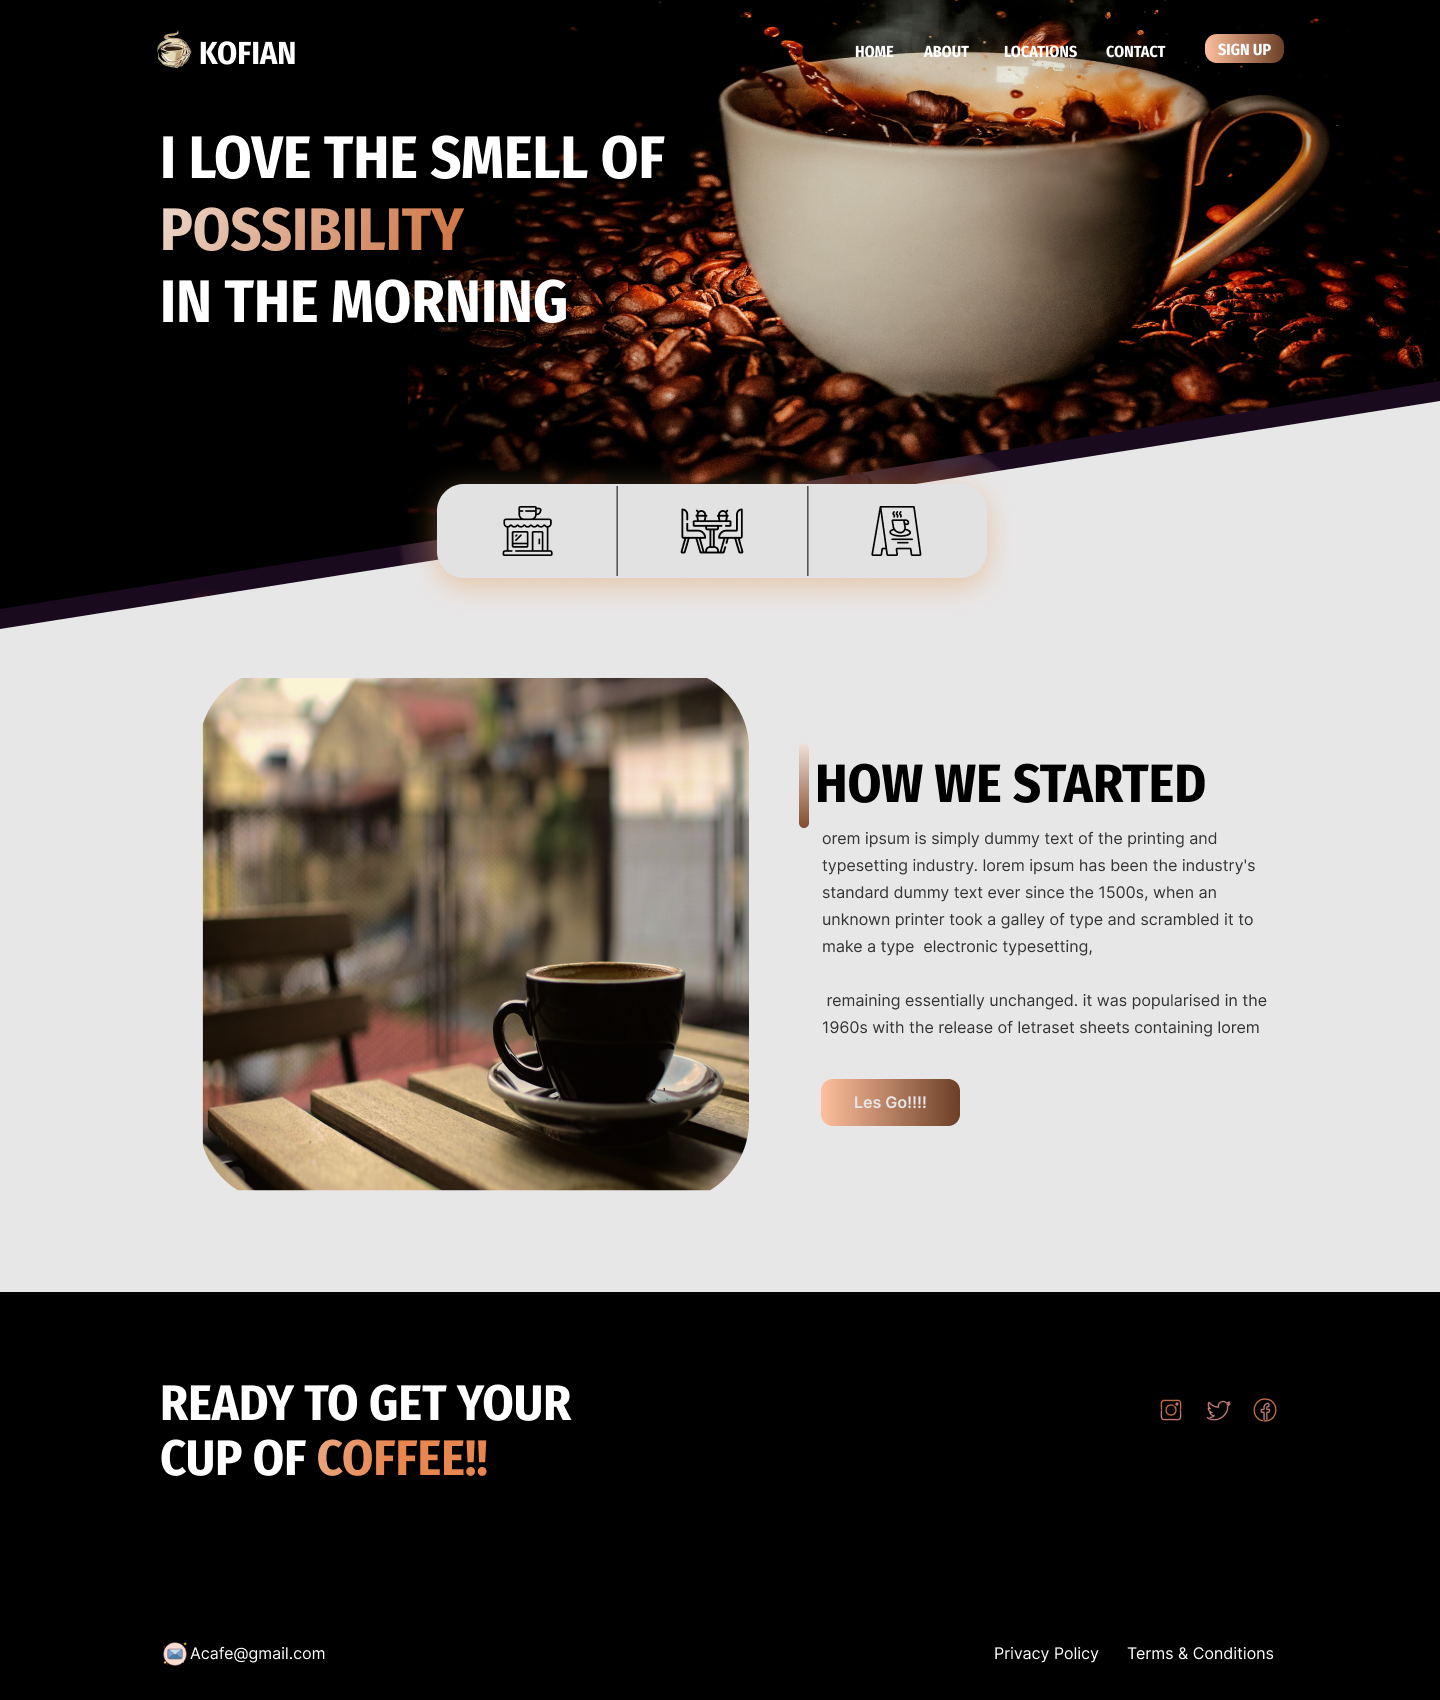 KOFIAN
HOME ABOUT LOCATIONS CONTACT SIGN UP
I LOVE THE SMELL OF
POSSIBILITY
IN THE MORNING
HOW WE STARTED
orem ipsum is simply dummy text of the printing and
typesetting industry. lorem ipsum has been the industry's
standard dummy text ever since the 1500s, when an
unknown printer took a galley of type and scrambled it to
make a type  electronic typesetting,
remaining essentially unchanged. it was popularised in the
1960s with the release of letraset sheets containing lorem
Les Go!!!!
READY TO GET YOUR
CUP OF COFFEE!!
Acafe@gmail.com
Privacy Policy Terms & Conditions